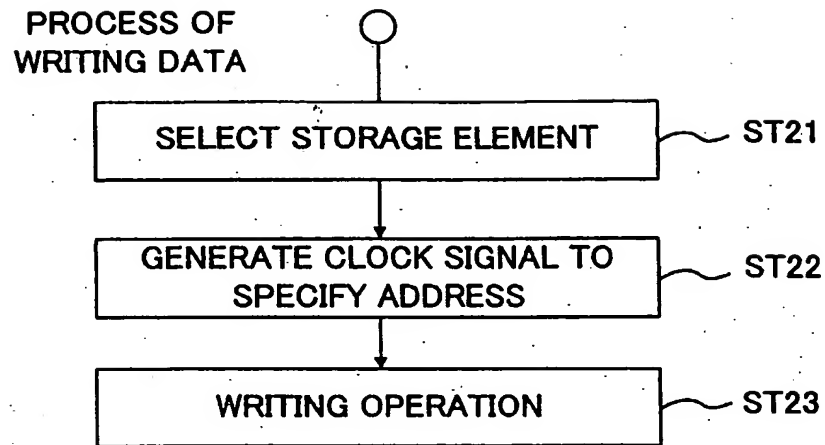 PROCESS OF
WRITING DATA
SELECT STORAGE ELEMENT
ST21
GENERATE CLOCK SIGNAL TO
SPECIFY ADDRESS
ST22
WRITING OPERATION
ST23